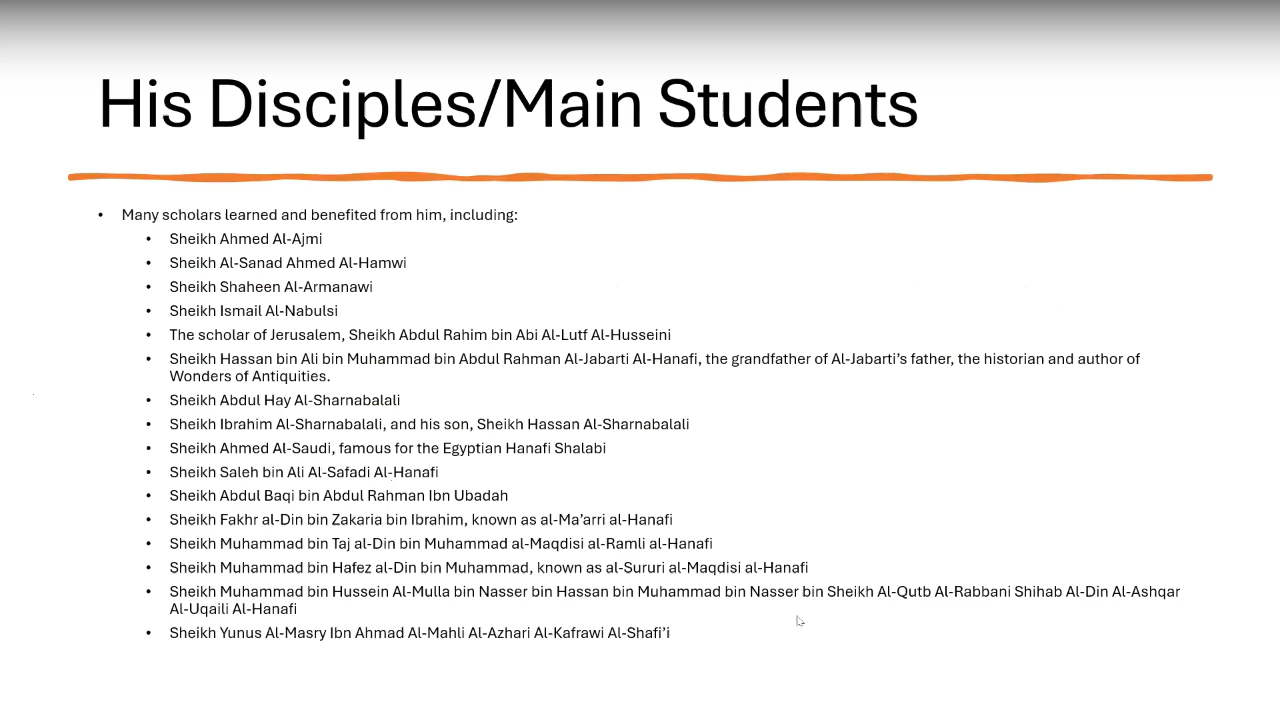 His Disciples/Main Students
• Many scholars learned and benefited from him, including:
• Sheikh Ahmed Al-Ajmi
• Sheikh Al-Sanad Ahmed Al-Hamwi
• Sheikh Shaheen Al-Armanawi
• Sheikh Ismail Al-Nabulsi
• The scholar of Jerusalem, Sheikh Abdul Rahim bin Abi Al-Lutf Al-Husseini
• Sheikh Hassan bin Ali bin Muhammad bin Abdul Rahman Al-Jabarti Al-Hanafi, the grandfather of Al-Jabarti’s father, the historian and author of
Wonders of Antiquities.
• Sheikh Abdul Hay Al-Sharnabalali
• Sheikh Ibrahim Al-Sharnabalali, and his son, Sheikh Hassan Al-Sharnabalali
• Sheikh Ahmed Al-Saudi, famous for the Egyptian Hanafi Shalabi
• Sheikh Saleh bin Ali Al-Safadi Al-Hanafi
• Sheikh Abdul Baqi bin Abdul Rahman Ibn Ubadah
• Sheikh Fakhr al-Din bin Zakaria bin Ibrahim, known as al-Ma’arri al-Hanafi
• Sheikh Muhammad bin Taj al-Din bin Muhammad al-Maqdisi al-Ramli al-Hanafi
• Sheikh Muhammad bin Hafez al-Din bin Muhammad, known as al-Sururi al-Maqdisi al-Hanafi
• Sheikh Muhammad bin Hussein Al-Mulla bin Nasser bin Hassan bin Muhammad bin Nasser bin Sheikh Al-Qutb Al-Rabbani Shihab Al-Din Al-Ashqar
Al-Uqaili Al-Hanafi
• Sheikh Yunus Al-Masry Ibn Ahmad Al-Mahli Al-Azhari Al-Kafrawi Al-Shafi’i